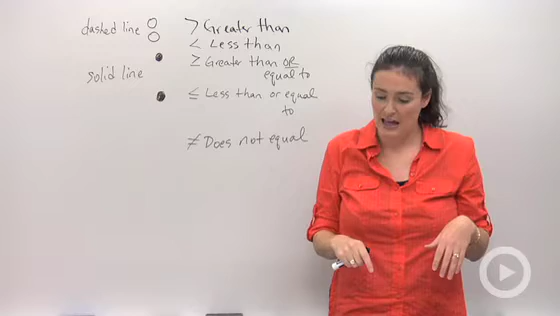 dashed line > Greater than
< Less than
≥ Greater than OR
equal to
solid line
≤ Less than or equal
to
≠ Does not equal